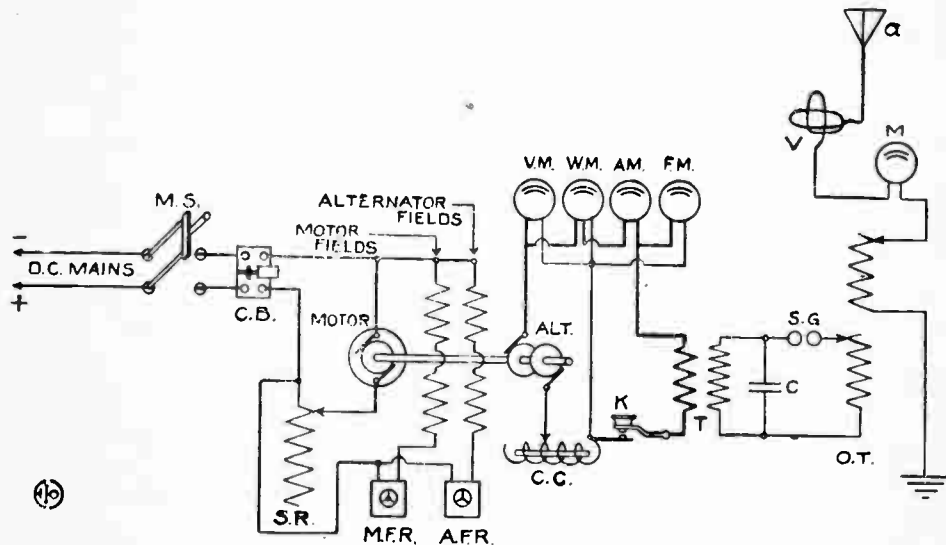 a
V
M
V.M. W.M. A.M. F.M.
M.S.
ALTERNATOR
FIELDS
MOTOR
FIELDS
-
D.C. MAINS
+
C.B.
MOTOR
ALT.
S.G
K
T
C
C.C.
O.T.
S.R.
M.F.R. A.F.R.